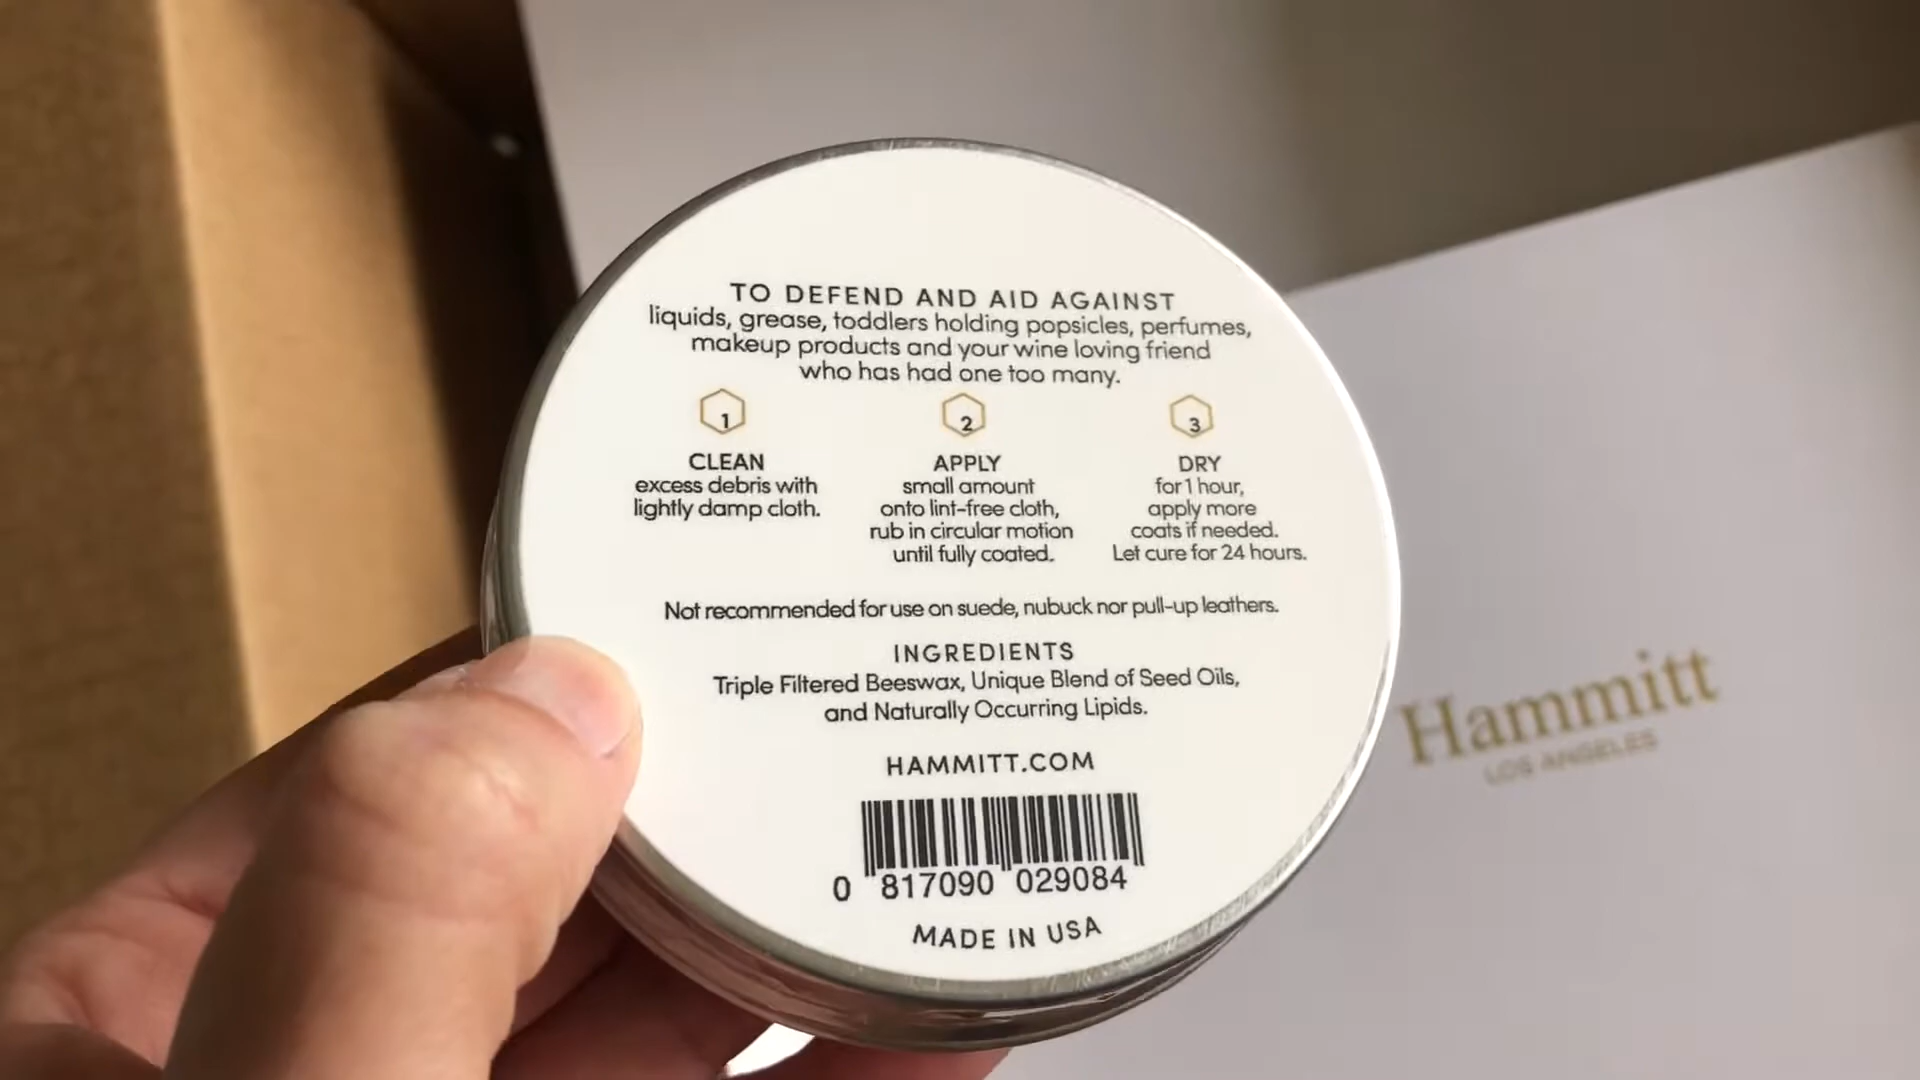 TO DEFEND AND AID AGAINST
liquids, grease, toddlers holding popsicles, perfumes,
makeup products and your wine loving friend
who has had one too many.
1
CLEAN
excess debris with
lightly damp cloth.
2
APPLY
small amount
onto lint-free cloth,
rub in circular motion
until fully coated.
3
DRY
for 1 hour,
apply more
coats if needed.
Let cure for 24 hours.
Not recommended for use on suede, nubuck nor pull-up leathers.
INGREDIENTS
Triple Filtered Beeswax, Unique Blend of Seed Oils,
and Naturally Occurring Lipids.
HAMMITT.COM
0 817090 029084
MADE IN USA
Hammitt
LOS ANGELES